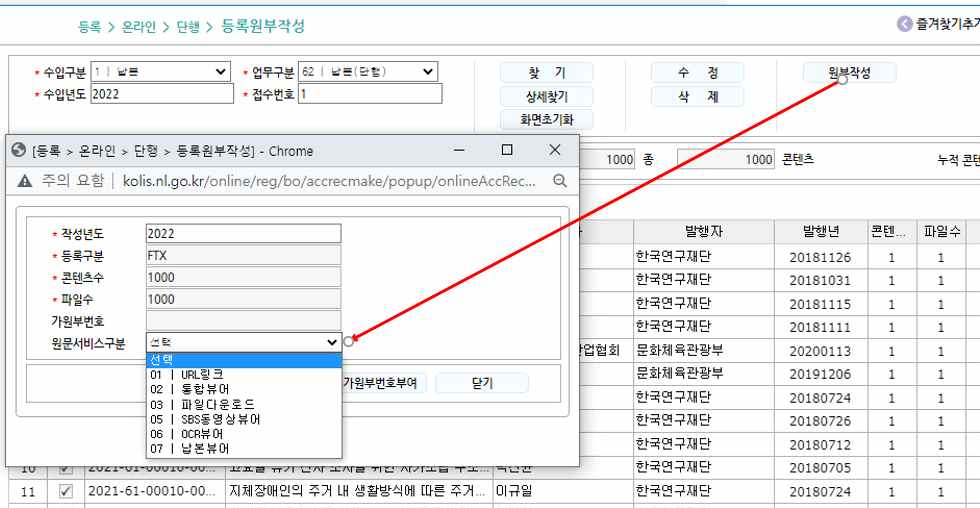 등록 > 온라인 > 단행 > 등록원부작성
즐겨찾기추가
* 수입구분 1 | 납본 * 업무구분 62 | 납본(단행) 찾 기 수 정 원부작성
* 수입년도 2022 * 접수번호 1 상세찾기 삭 제
화면초기화
1000 종 1000 콘텐츠 누적 콘텐
[등록 > 온라인 > 단행 > 등록원부작성] - Chrome
주의 요함 | kolis.nl.go.kr/online/reg/bo/accrecmake/popup/onlineAccRec...
* 작성년도 2022
* 등록구분 FTX
* 콘텐츠수 1000
* 파일수 1000
가원부번호
원문서비스구분 선택
선택
01 | URL링크
02 | 통합뷰어
03 | 파일다운로드
05 | SBS동영상뷰어
06 | OCR뷰어
07 | 납본뷰어
가원부번호부여 닫기
발행자 발행년 콘텐... 파일수
한국연구재단 20181126 1 1
한국연구재단 20181031 1 1
한국연구재단 20181115 1 1
한국연구재단 20181111 1 1
업협회 문화체육관광부 20200113 1 1
문화체육관광부 20191206 1 1
한국연구재단 20180724 1 1
한국연구재단 20180726 1 1
한국연구재단 20180712 1 1
10 2021-61-00010-00... 한국연구재단 20180705 1 1
11 2021-61-00010-00... 지체장애인의 주거 내 생활방식에 따른 주거... 이규일 한국연구재단 20180724 1 1